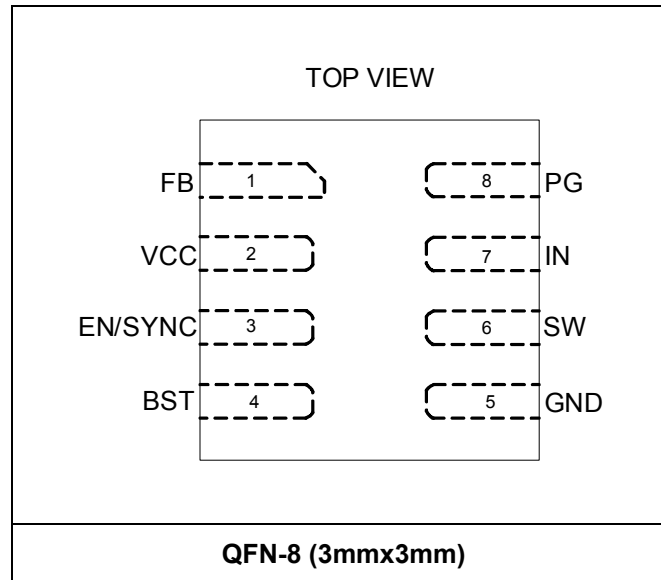 TOP VIEW
FB 1 8 PG
VCC 2 7 IN
EN/SYNC 3 6 SW
BST 4 5 GND
QFN-8 (3mmx3mm)